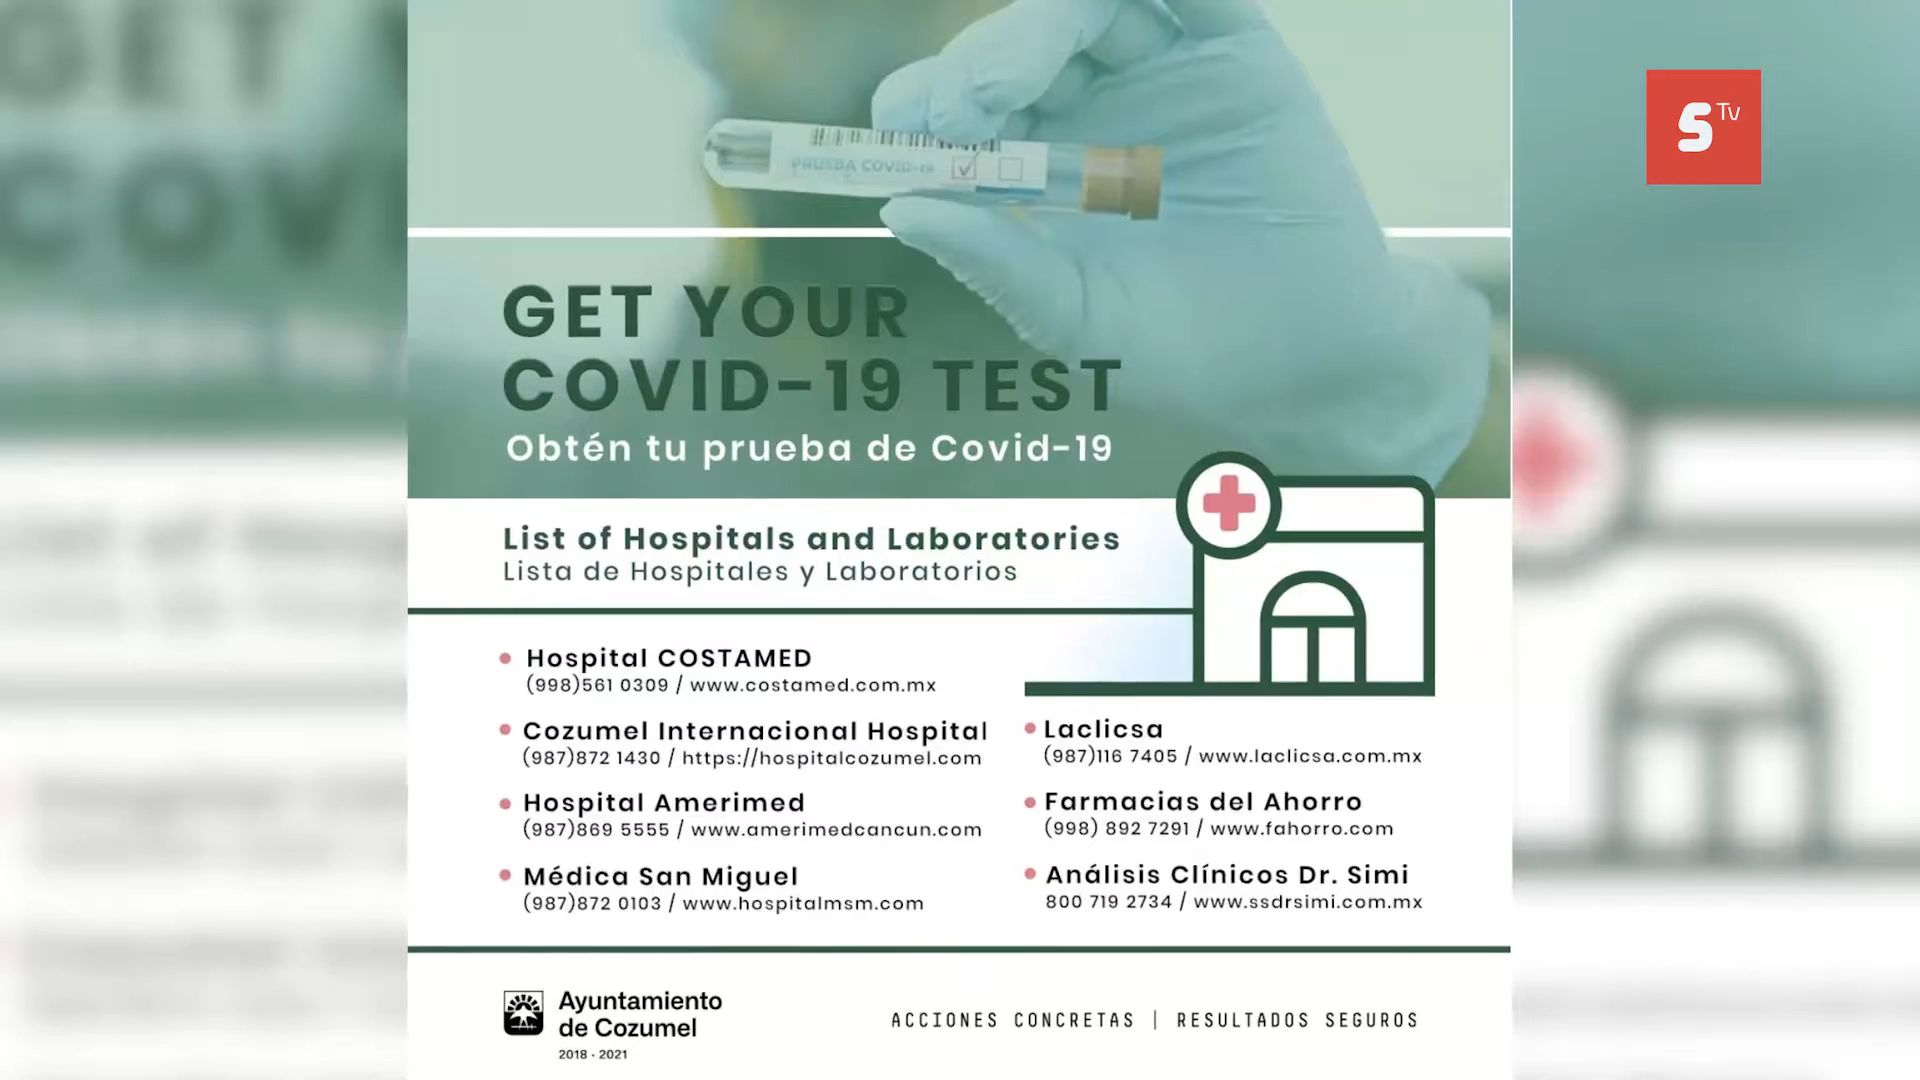 S Tv
PRUEBA COVID-19
GET YOUR
COVID-19 TEST
Obtén tu prueba de Covid-19
List of Hospitals and Laboratories
Lista de Hospitales y Laboratorios
Hospital COSTAMED
(998)561 0309 / www.costamed.com.mx
Cozumel Internacional Hospital
(987)872 1430 / https://hospitalcozumel.com
Hospital Amerimed
(987)869 5555 / www.amerimedcancun.com
Médica San Miguel
(987)872 0103 / www.hospitalmsm.com
Laclicsa
(987)116 7405 / www.laclicsa.com.mx
Farmacias del Ahorro
(998) 892 7291 / www.fahorro.com
Análisis Clínicos Dr. Simi
800 719 2734 / www.ssdrsimi.com.mx
Ayuntamiento
de Cozumel
2018 · 2021
ACCIONES CONCRETAS | RESULTADOS SEGUROS